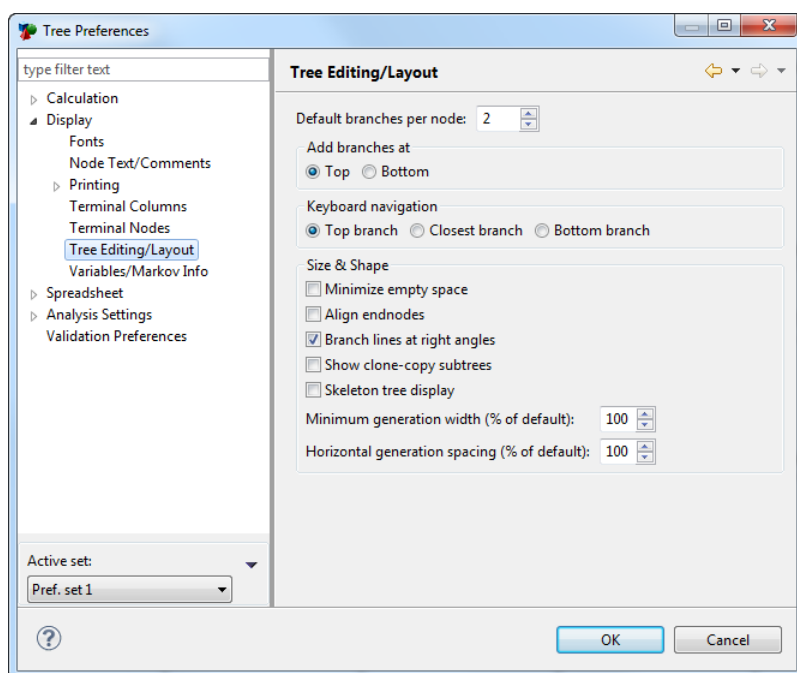 Tree Preferences
type filter text
Calculation
Display
Fonts
Node Text/Comments
Printing
Terminal Columns
Terminal Nodes
Tree Editing/Layout
Variables/Markov Info
Spreadsheet
Analysis Settings
Validation Preferences
Active set:
Pref. set 1
Tree Editing/Layout
Default branches per node: 2
Add branches at
Top Bottom
Keyboard navigation
Top branch Closest branch Bottom branch
Size & Shape
Minimize empty space
Align endnodes
Branch lines at right angles
Show clone-copy subtrees
Skeleton tree display
Minimum generation width (% of default): 100
Horizontal generation spacing (% of default): 100
?
OK Cancel